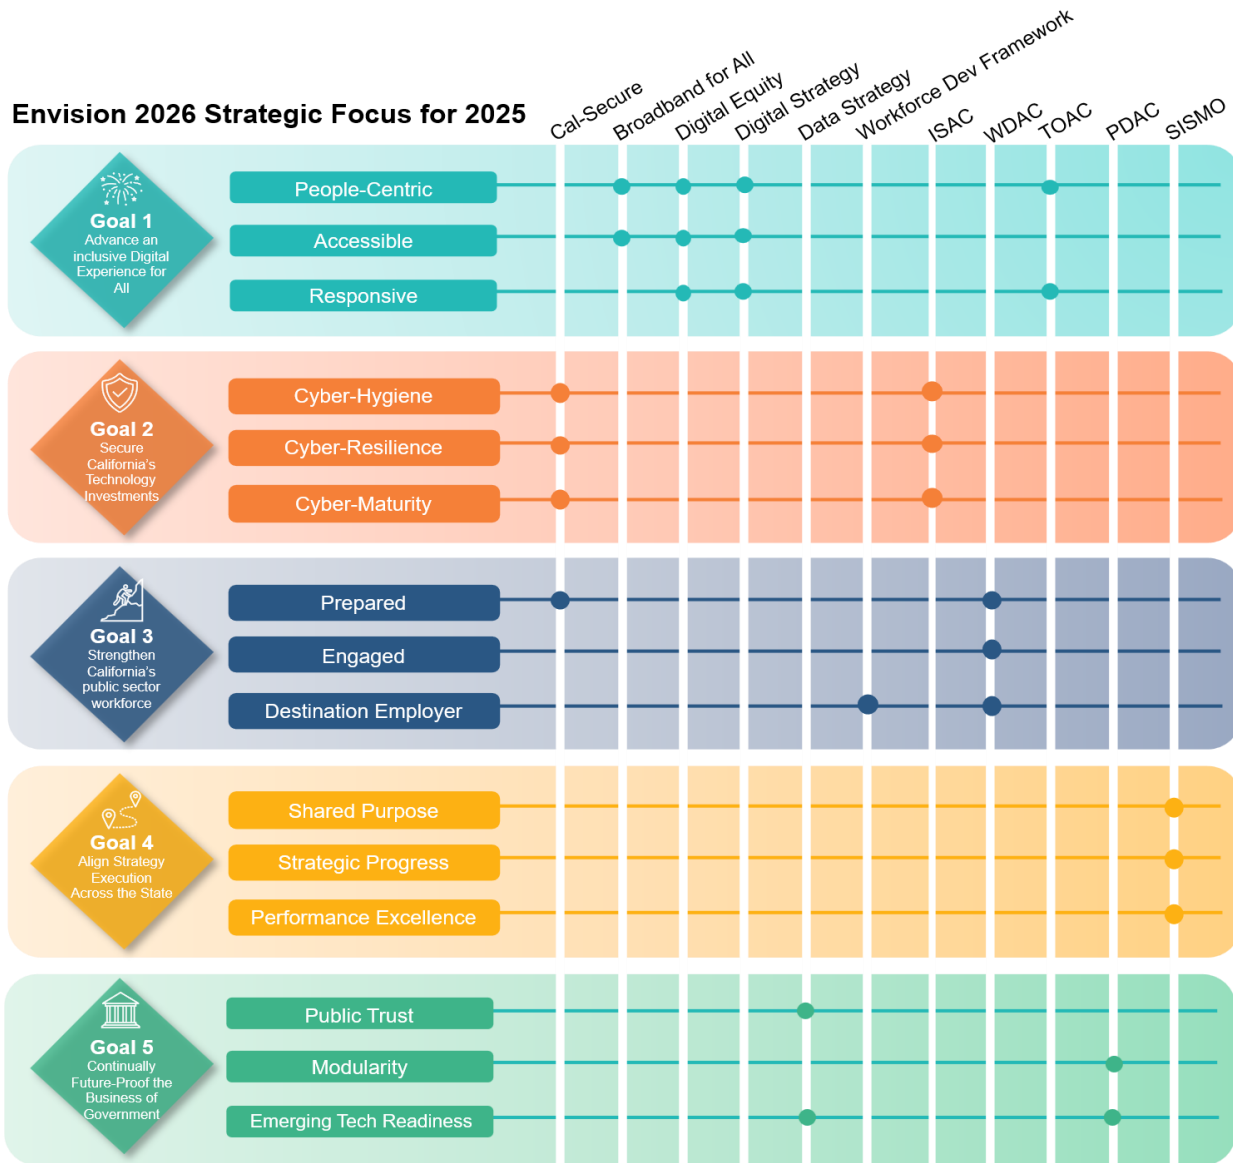 Envision 2026 Strategic Focus for 2025
Cal-Secure
Broadband for All
Digital Equity
Digital Strategy
Data Strategy
Workforce Dev Framework
ISAC
WDAC
TOAC
PDAC
SISMO
Goal 1
Advance an
inclusive Digital
Experience for
All
People-Centric
Accessible
Responsive
Goal 2
Secure
California's
Technology
Investments
Cyber-Hygiene
Cyber-Resilience
Cyber-Maturity
Goal 3
Strengthen
California's
public sector
workforce
Prepared
Engaged
Destination Employer
Goal 4
Align Strategy
Execution
Across the State
Shared Purpose
Strategic Progress
Performance Excellence
Goal 5
Continually
Future-Proof the
Business of
Government
Public Trust
Modularity
Emerging Tech Readiness